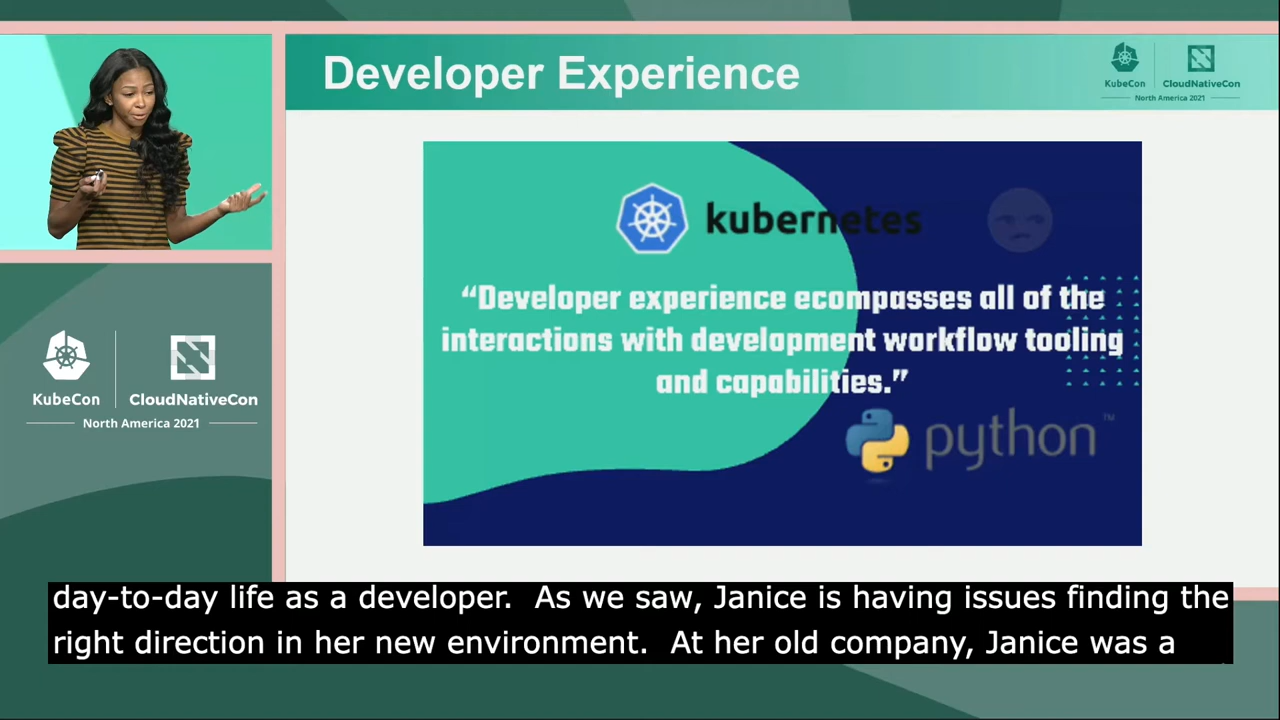 Developer Experience
KubeCon
CloudNativeCon
North America 2021
kubernetes
“Developer experience ecompasses all of the
interactions with development workflow tooling
and capabilities.”
python™
KubeCon
CloudNativeCon
North America 2021
day-to-day life as a developer.  As we saw, Janice is having issues finding the
right direction in her new environment.  At her old company, Janice was a